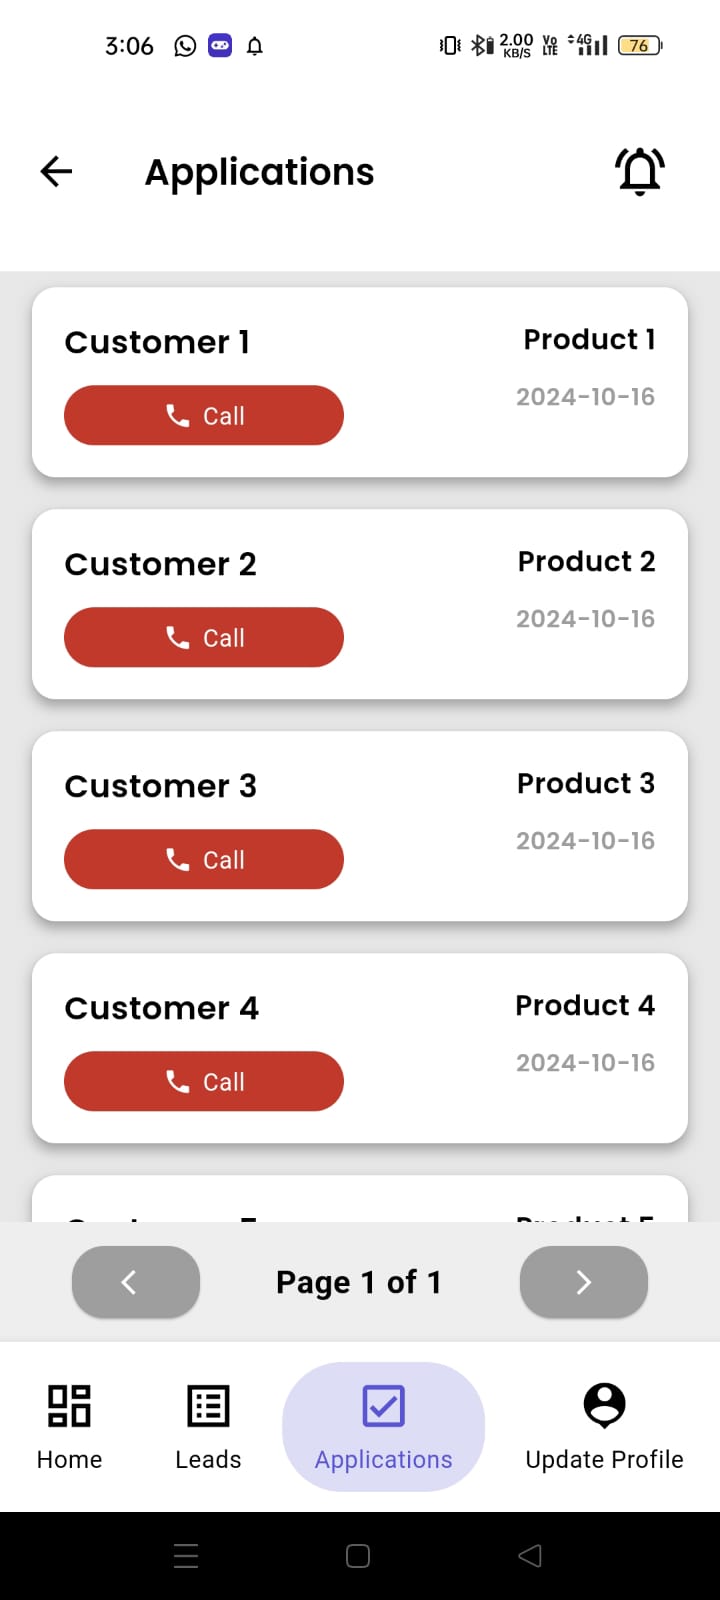 3:06 2.00 KB/S VO LTE 4G 76
Applications
Customer 1 Product 1
Call 2024-10-16
Customer 2 Product 2
Call 2024-10-16
Customer 3 Product 3
Call 2024-10-16
Customer 4 Product 4
Call 2024-10-16
Page 1 of 1
Home Leads Applications Update Profile